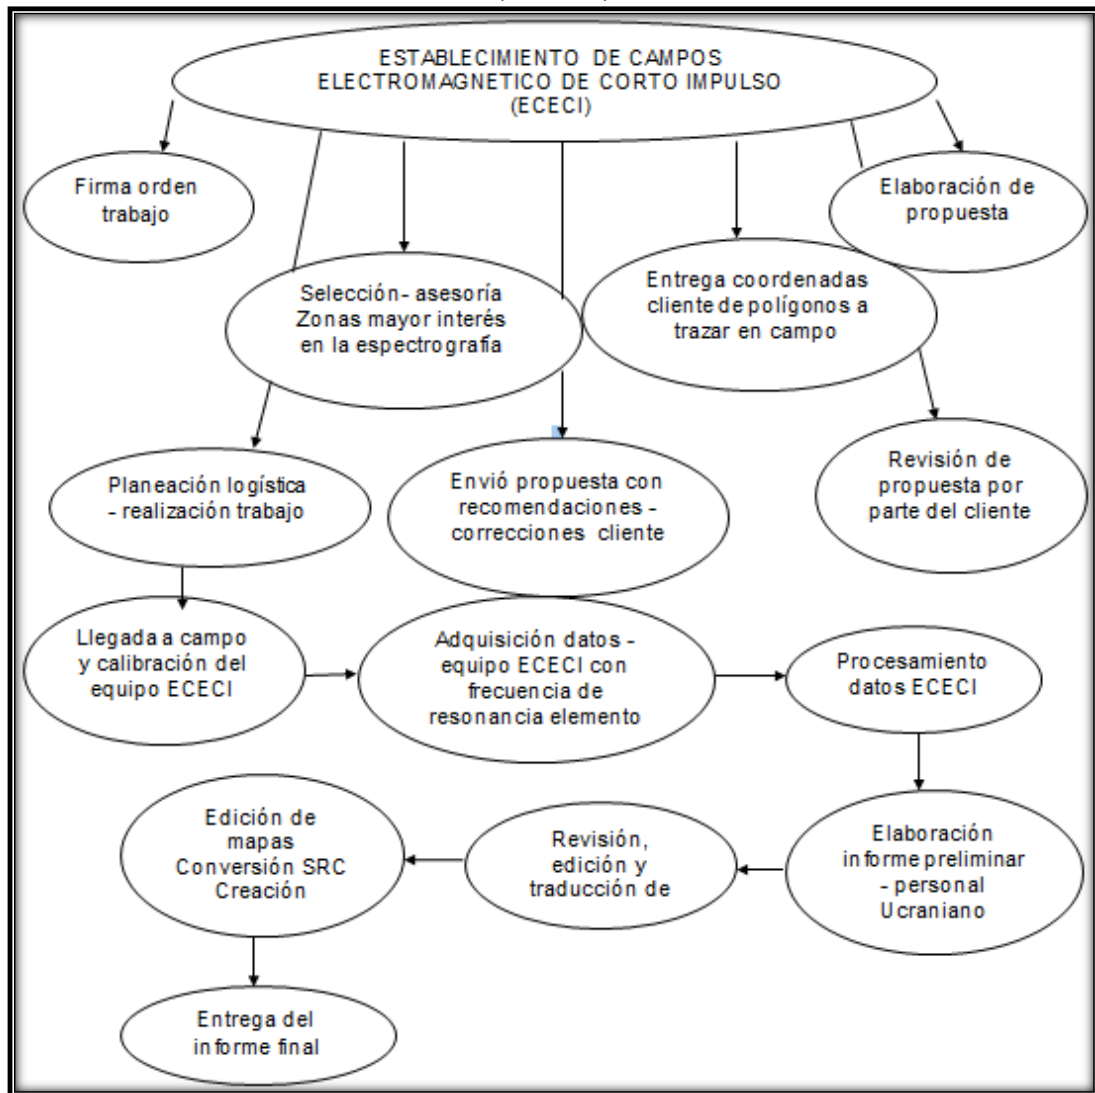 ESTABLECIMIENTO DE CAMPOS
ELECTROMAGNETICO DE CORTO IMPULSO
(ECECI)
Firma orden
trabajo
Elaboración de
propuesta
Selección- asesoría
Zonas mayor interés
en la espectrografía
Entrega coordenadas
cliente de polígonos a
trazar en campo
Planeación logística
- realización trabajo
Envió propuesta con
recomendaciones -
correcciones cliente
Revisión de
propuesta por
parte del cliente
Llegada a campo
y calibración del
equipo ECECI
Adquisición datos -
equipo ECECI con
frecuencia de
resonancia elemento
Procesamiento
datos ECECI
Edición de
mapas
Conversión SRC
Creación
Revisión,
edición y
traducción de
Elaboración
informe preliminar
- personal
Ucraniano
Entrega del
informe final